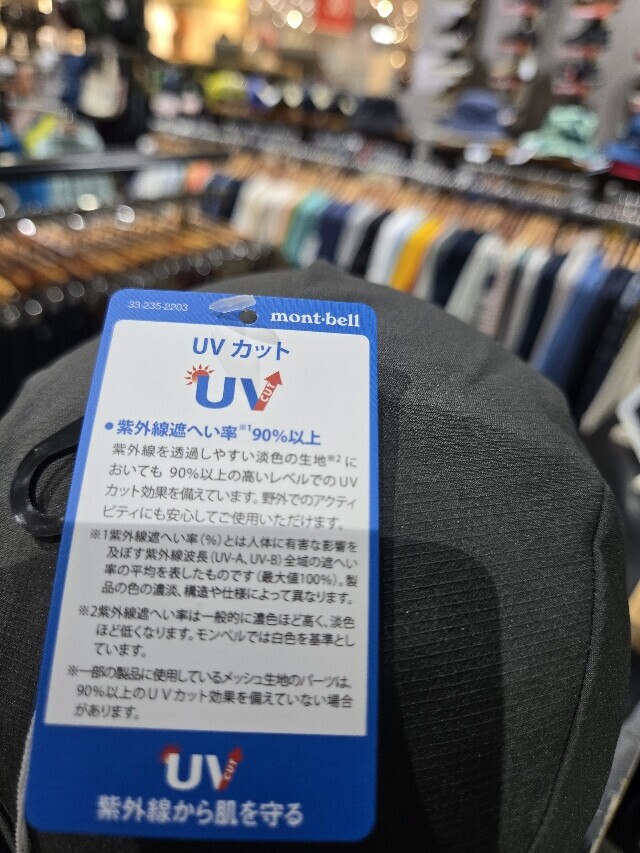 33-235-2203
mont-bell
UV カット
UV CUT
●紫外線遮へい率※1 90%以上
紫外線を透過しやすい淡色の生地※2に
おいても 90%以上の高いレベルでのUV
カット効果を備えています。野外でのアクティ
ビティにも安心してご使用いただけます。
※1紫外線遮へい率(%)とは人体に有害な影響を
及ぼす紫外線波長(UV-A、UV-B)全域の遮へい
率の平均を表したものです(最大値100%)。製
品の色の濃淡、構造や仕様によって異なります。
※2紫外線遮へい率は一般的に濃色ほど高く、淡色
ほど低くなります。モンベルでは白色を基準とし
ています。
※一部の製品に使用しているメッシュ生地のパーツは、
90%以上のUVカット効果を備えていない場合
があります。
UV CUT
紫外線から肌を守る